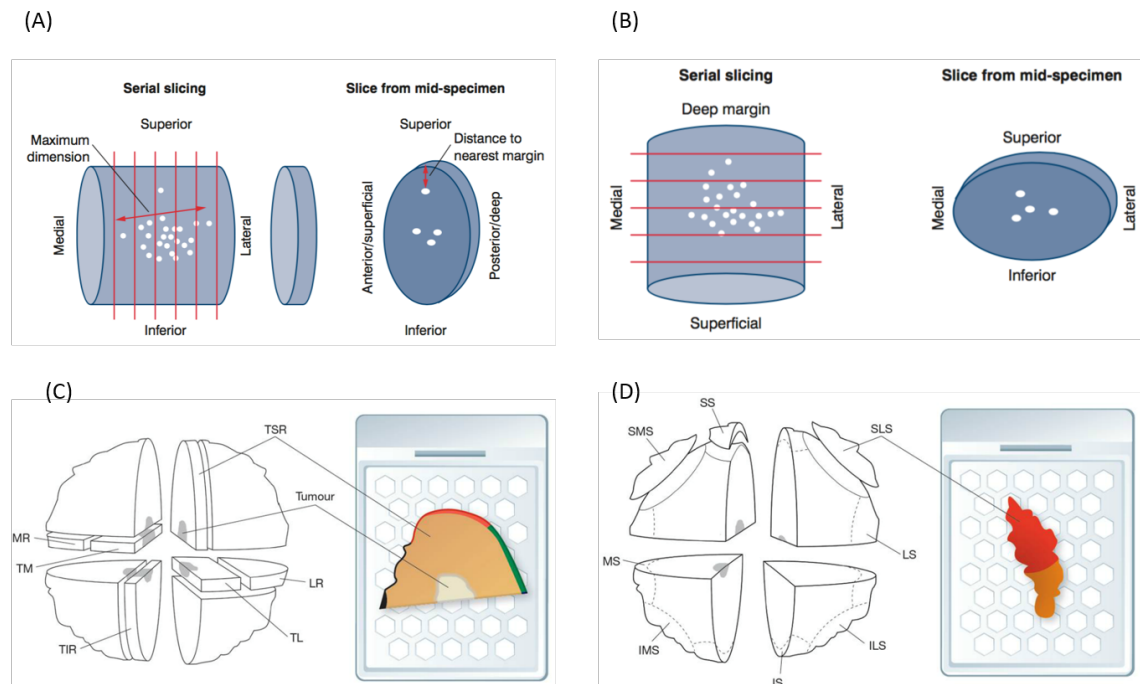 (A)
Serial slicing
Slice from mid-specimen
Superior
Superior
Maximum
dimension
Distance to
nearest margin
Medial
Lateral
Anterior/superficial
Posterior/deep
Inferior
Inferior
(B)
Serial slicing
Slice from mid-specimen
Deep margin
Superior
Medial
Lateral
Medial
Lateral
Inferior
Superficial
(C)
TSR
Tumour
MR
TM
LR
TL
TIR
(D)
SS
SMS
SLS
MS
LS
IMS
ILS
IS